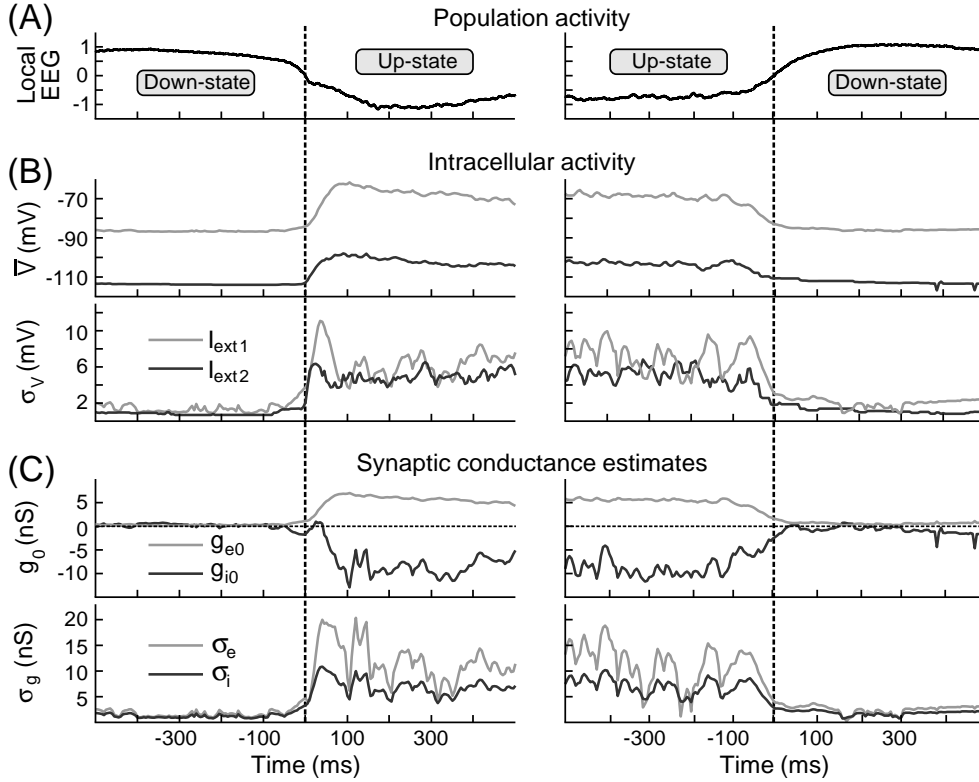 (A) Population activity
Local EEG
1
0
-1
Down-state
Up-state
Up-state
Down-state
(B) Intracellular activity
V̅ (mV)
-70
-90
-110
σV (mV)
10
6
2
Iext1
Iext2
(C) Synaptic conductance estimates
g0 (nS)
5
0
-5
-10
ge0
gi0
σg (nS)
20
15
10
5
σe
σi
-300 -100 100 300
-300 -100 100 300
Time (ms)
Time (ms)